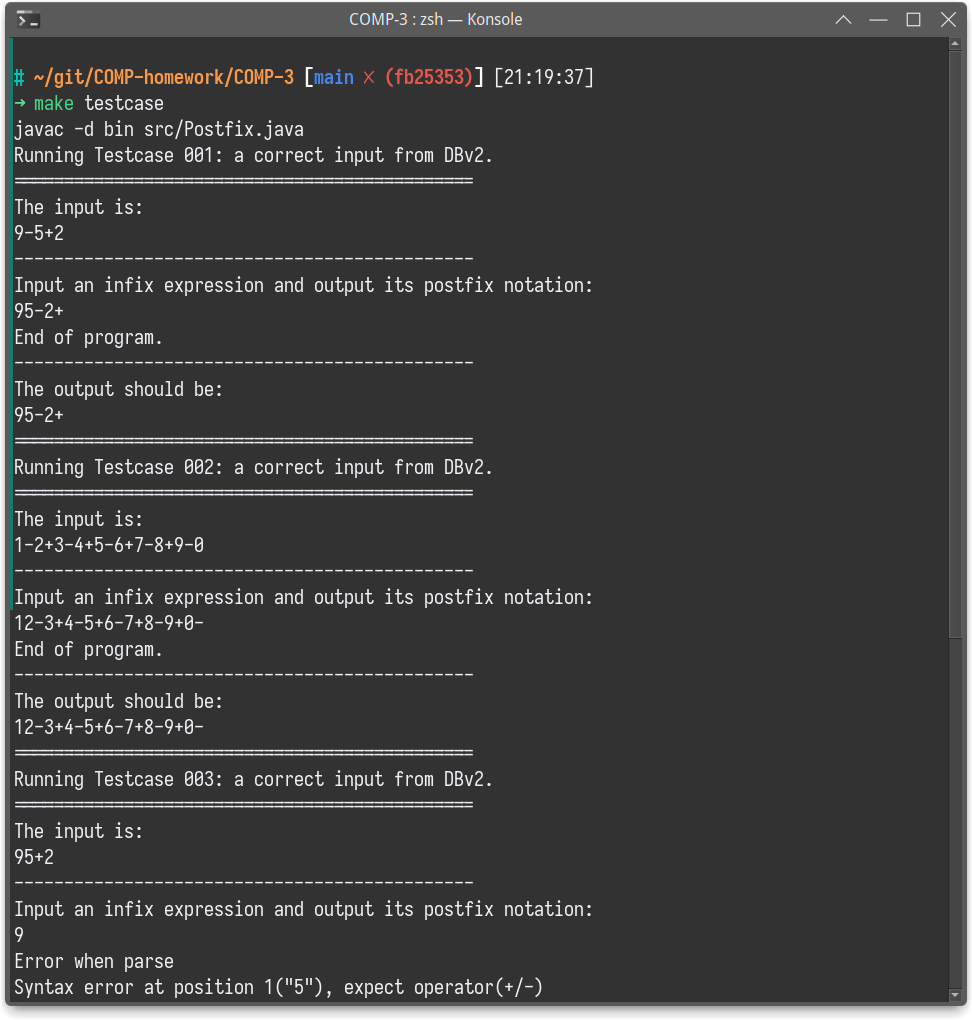 COMP-3 : zsh — Konsole
# ~/git/COMP-homework/COMP-3 [main × (fb25353)] [21:19:37]
→ make testcase
javac -d bin src/Postfix.java
Running Testcase 001: a correct input from DBv2.
==============================================
The input is:
9-5+2
----------------------------------------------
Input an infix expression and output its postfix notation:
95-2+
End of program.
----------------------------------------------
The output should be:
95-2+
==============================================
Running Testcase 002: a correct input from DBv2.
==============================================
The input is:
1-2+3-4+5-6+7-8+9-0
----------------------------------------------
Input an infix expression and output its postfix notation:
12-3+4-5+6-7+8-9+0-
End of program.
----------------------------------------------
The output should be:
12-3+4-5+6-7+8-9+0-
==============================================
Running Testcase 003: a correct input from DBv2.
==============================================
The input is:
95+2
----------------------------------------------
Input an infix expression and output its postfix notation:
9
Error when parse
Syntax error at position 1("5"), expect operator(+/-)